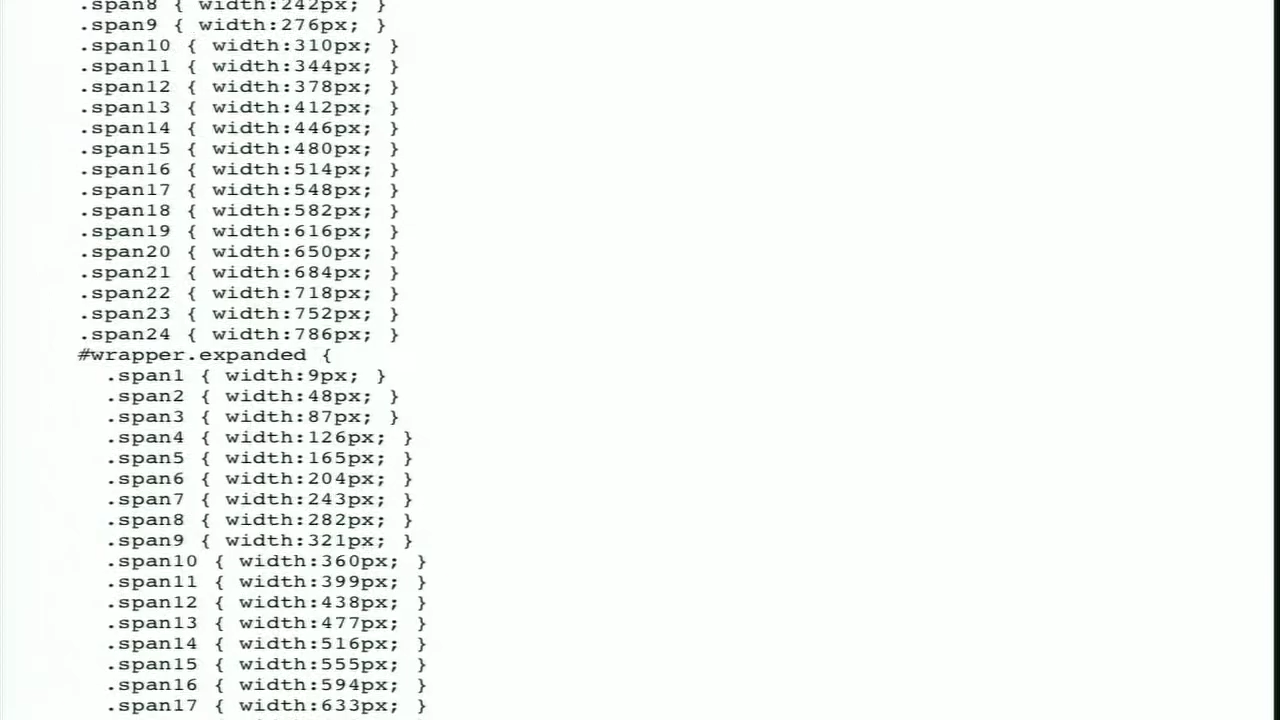 .span8 { width:242px; }
.span9 { width:276px; }
.span10 { width:310px; }
.span11 { width:344px; }
.span12 { width:378px; }
.span13 { width:412px; }
.span14 { width:446px; }
.span15 { width:480px; }
.span16 { width:514px; }
.span17 { width:548px; }
.span18 { width:582px; }
.span19 { width:616px; }
.span20 { width:650px; }
.span21 { width:684px; }
.span22 { width:718px; }
.span23 { width:752px; }
.span24 { width:786px; }
#wrapper.expanded {
.span1 { width:9px; }
.span2 { width:48px; }
.span3 { width:87px; }
.span4 { width:126px; }
.span5 { width:165px; }
.span6 { width:204px; }
.span7 { width:243px; }
.span8 { width:282px; }
.span9 { width:321px; }
.span10 { width:360px; }
.span11 { width:399px; }
.span12 { width:438px; }
.span13 { width:477px; }
.span14 { width:516px; }
.span15 { width:555px; }
.span16 { width:594px; }
.span17 { width:633px; }